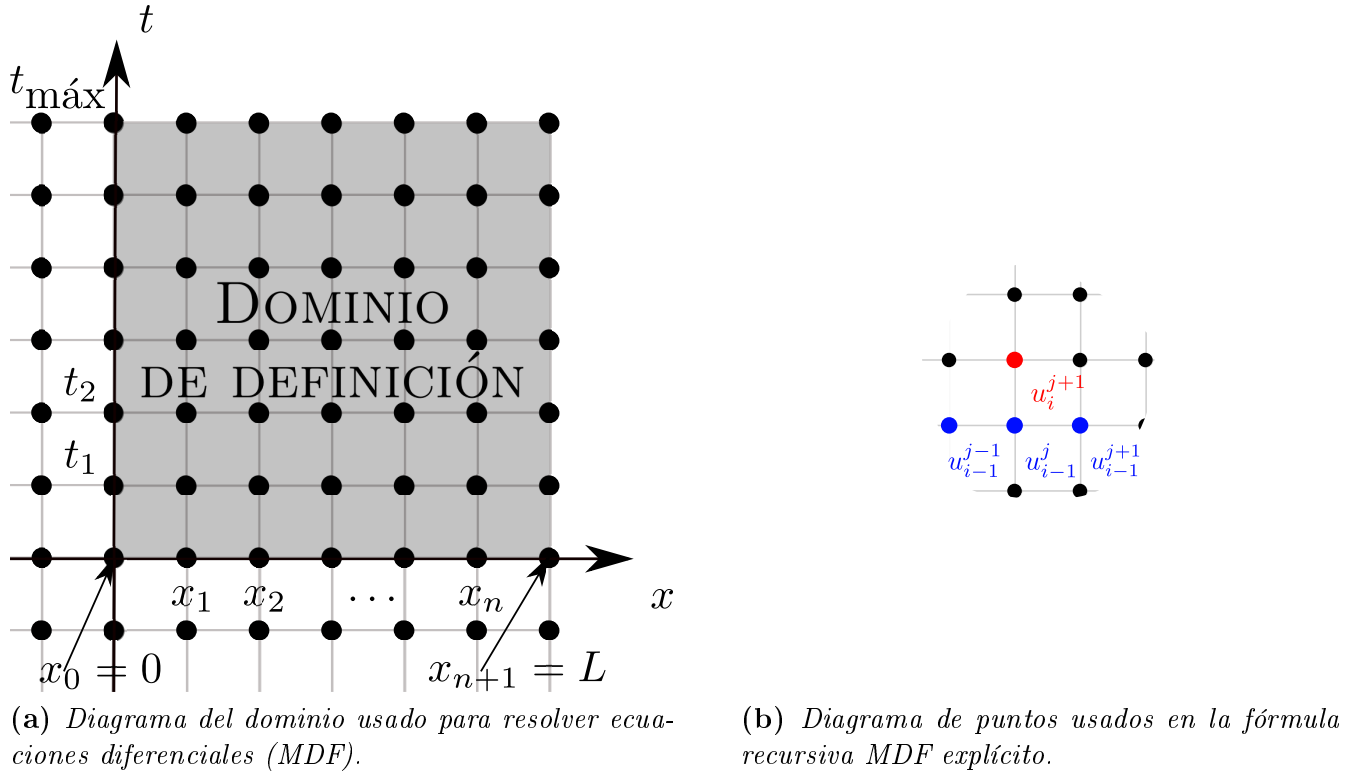 t
t_máx
DOMINIO
DE DEFINICIÓN
t_2
t_1
x_1 x_2 ... x_n x
x_0 = 0 x_{n+1} = L
(a) Diagrama del dominio usado para resolver ecua-
ciones diferenciales (MDF).
u_i^{j+1}
u_{i-1}^{j-1} u_{i-1}^{j} u_{i-1}^{j+1}
(b) Diagrama de puntos usados en la fórmula
recursiva MDF explícito.